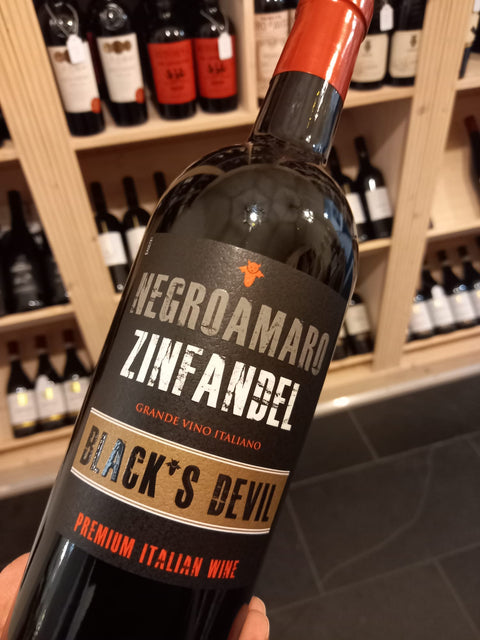 NEGROAMARO
ZINFANDEL
GRANDE VINO ITALIANO
BLACK'S DEVIL
PREMIUM ITALIAN WINE